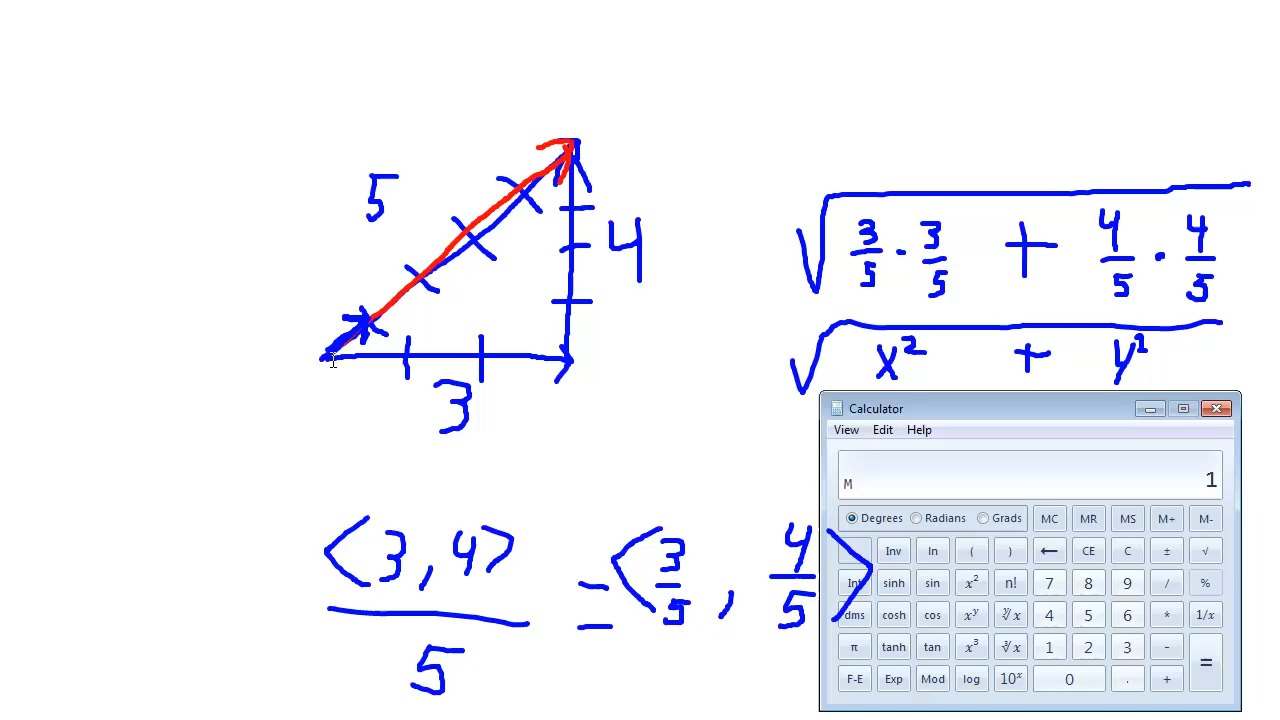 5
4
3
√(3/5 · 3/5 + 4/5 · 4/5)
√(x² + y²)
<3, 4> / 5 = <3/5, 4/5>
Calculator
View Edit Help
M 1
Degrees Radians Grads MC MR MS M+ M-
Inv ln ( ) ← CE C ± √
Int sinh sin x² n! 7 8 9 / %
dms cosh cos xʸ ʸ√x 4 5 6 * 1/x
π tanh tan x³ ³√x 1 2 3 - =
F-E Exp Mod log 10ˣ 0 . +